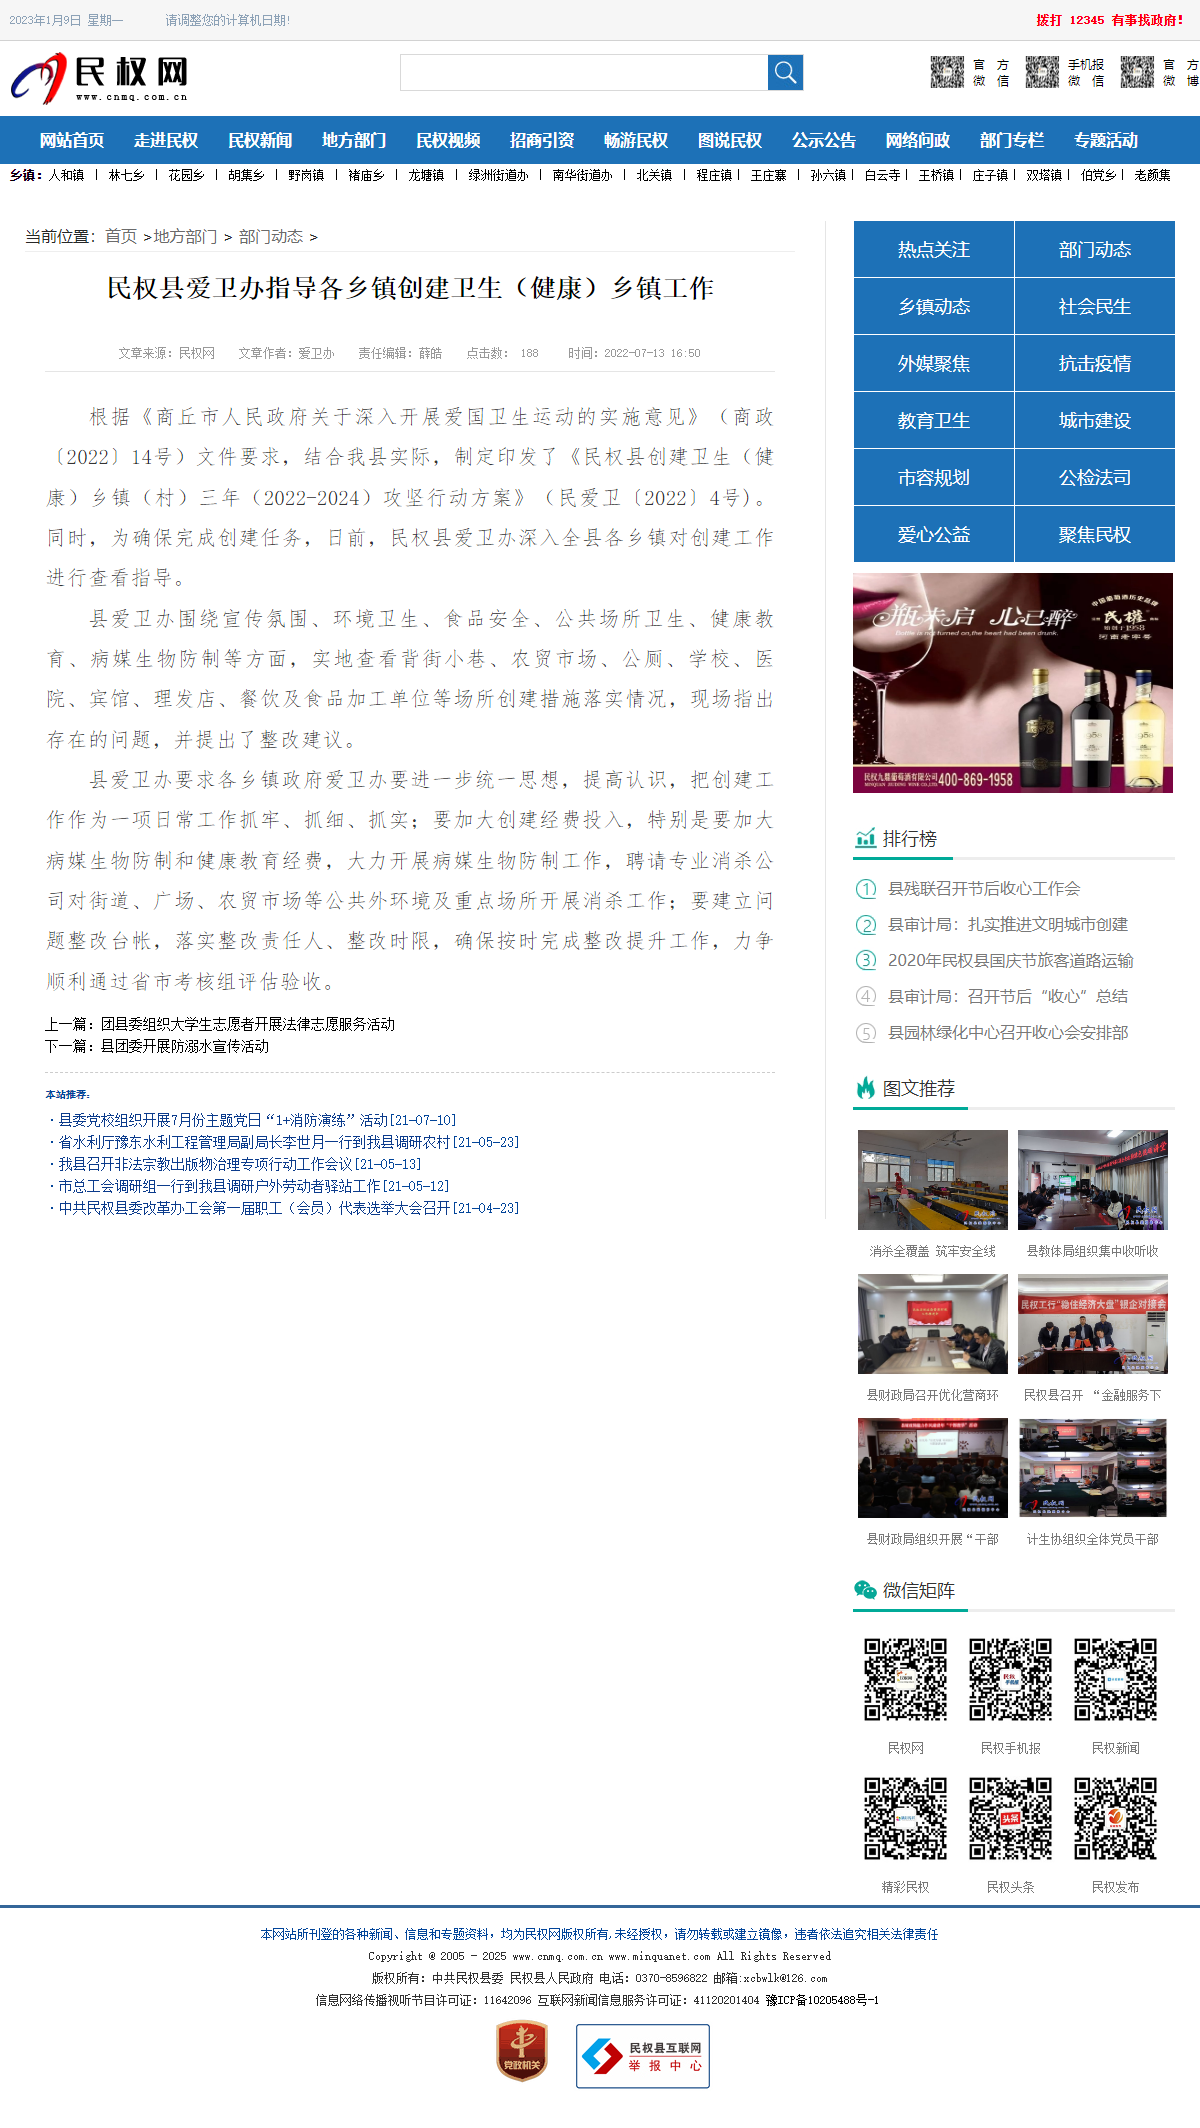 2023年1月9日 星期一 请调整您的计算机日期!
拨打 12345 有事找政府!
民权网
www.cnmq.com.cn
官 方
微 信
手机报
微 信
官 方
微 博
网站首页 走进民权 民权新闻 地方部门 民权视频 招商引资 畅游民权 图说民权 公示公告 网络问政 部门专栏 专题活动
乡镇：人和镇 | 林七乡 | 花园乡 | 胡集乡 | 野岗镇 | 褚庙乡 | 龙塘镇 | 绿洲街道办 | 南华街道办 | 北关镇 | 程庄镇 | 王庄寨 | 孙六镇 | 白云寺 | 王桥镇 | 庄子镇 | 双塔镇 | 伯党乡 | 老颜集
当前位置：首页 >地方部门 > 部门动态 >
民权县爱卫办指导各乡镇创建卫生（健康）乡镇工作
文章来源：民权网 文章作者：爱卫办 责任编辑：薛皓 点击数： 188 时间：2022-07-13 16:50
根据《商丘市人民政府关于深入开展爱国卫生运动的实施意见》（商政
〔2022〕14号）文件要求，结合我县实际，制定印发了《民权县创建卫生（健
康）乡镇（村）三年（2022-2024）攻坚行动方案》（民爱卫〔2022〕4号)。
同时，为确保完成创建任务，日前，民权县爱卫办深入全县各乡镇对创建工作
进行查看指导。
县爱卫办围绕宣传氛围、环境卫生、食品安全、公共场所卫生、健康教
育、病媒生物防制等方面，实地查看背街小巷、农贸市场、公厕、学校、医
院、宾馆、理发店、餐饮及食品加工单位等场所创建措施落实情况，现场指出
存在的问题，并提出了整改建议。
县爱卫办要求各乡镇政府爱卫办要进一步统一思想，提高认识，把创建工
作作为一项日常工作抓牢、抓细、抓实；要加大创建经费投入，特别是要加大
病媒生物防制和健康教育经费，大力开展病媒生物防制工作，聘请专业消杀公
司对街道、广场、农贸市场等公共外环境及重点场所开展消杀工作；要建立问
题整改台帐，落实整改责任人、整改时限，确保按时完成整改提升工作，力争
顺利通过省市考核组评估验收。
上一篇：团县委组织大学生志愿者开展法律志愿服务活动
下一篇：县团委开展防溺水宣传活动
本站推荐：
·县委党校组织开展7月份主题党日“1+消防演练”活动[21-07-10]
·省水利厅豫东水利工程管理局副局长李世月一行到我县调研农村[21-05-23]
·我县召开非法宗教出版物治理专项行动工作会议[21-05-13]
·市总工会调研组一行到我县调研户外劳动者驿站工作[21-05-12]
·中共民权县委改革办工会第一届职工（会员）代表选举大会召开[21-04-23]
热点关注 部门动态
乡镇动态 社会民生
外媒聚焦 抗击疫情
教育卫生 城市建设
市容规划 公检法司
爱心公益 聚焦民权
瓶未启 心已醉
Bottle is not turned on,the heart had been drunk.
中国葡萄酒历史品牌
民權
始创于1958
河南老字号
民权九鼎葡萄酒有限公司400-869-1958
排行榜
1 县残联召开节后收心工作会
2 县审计局：扎实推进文明城市创建
3 2020年民权县国庆节旅客道路运输
4 县审计局：召开节后“收心”总结
5 县园林绿化中心召开收心会安排部
图文推荐
消杀全覆盖 筑牢安全线
县教体局组织集中收听收
民权工行“稳住经济大盘”银企对接会
县财政局召开优化营商环
民权县召开 “金融服务下
县财政局组织开展“干部
计生协组织全体党员干部
微信矩阵
民权网 民权手机报 民权新闻
头条
精彩民权 民权头条 民权发布
本网站所刊登的各种新闻、信息和专题资料，均为民权网版权所有,未经授权，请勿转载或建立镜像，违者依法追究相关法律责任
Copyright @ 2005 - 2025 www.cnmq.com.cn www.minquanet.com All Rights Reserved
版权所有：中共民权县委 民权县人民政府 电话：0370-8596822 邮箱:xcbwlk@126.com
信息网络传播视听节目许可证：11642096 互联网新闻信息服务许可证：41120201404 豫ICP备10205488号-1
党政机关
民权县互联网
举报中心